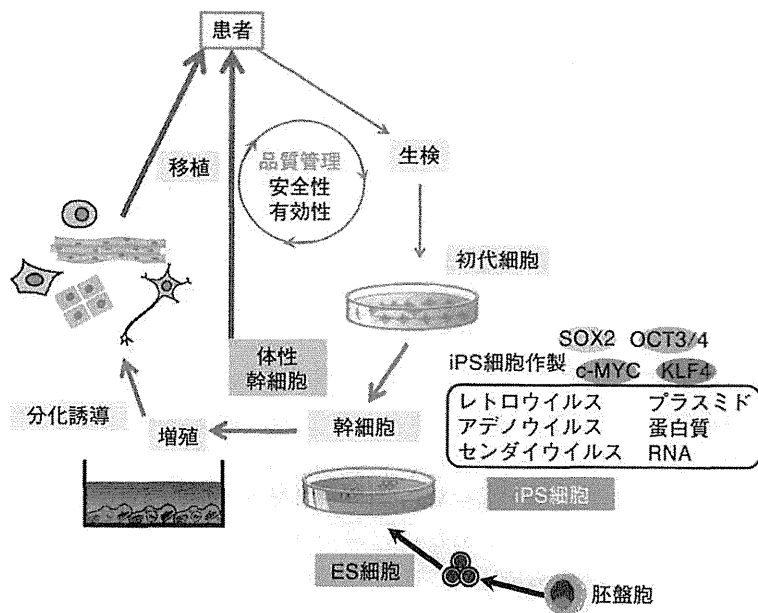 患者
移植
品質管理
安全性
有効性
生検
初代細胞
体性
幹細胞
SOX2 OCT3/4
iPS細胞作製
c-MYC KLF4
レトロウイルス プラスミド
アデノウイルス 蛋白質
センダイウイルス RNA
分化誘導
増殖
幹細胞
iPS細胞
ES細胞
胚盤胞